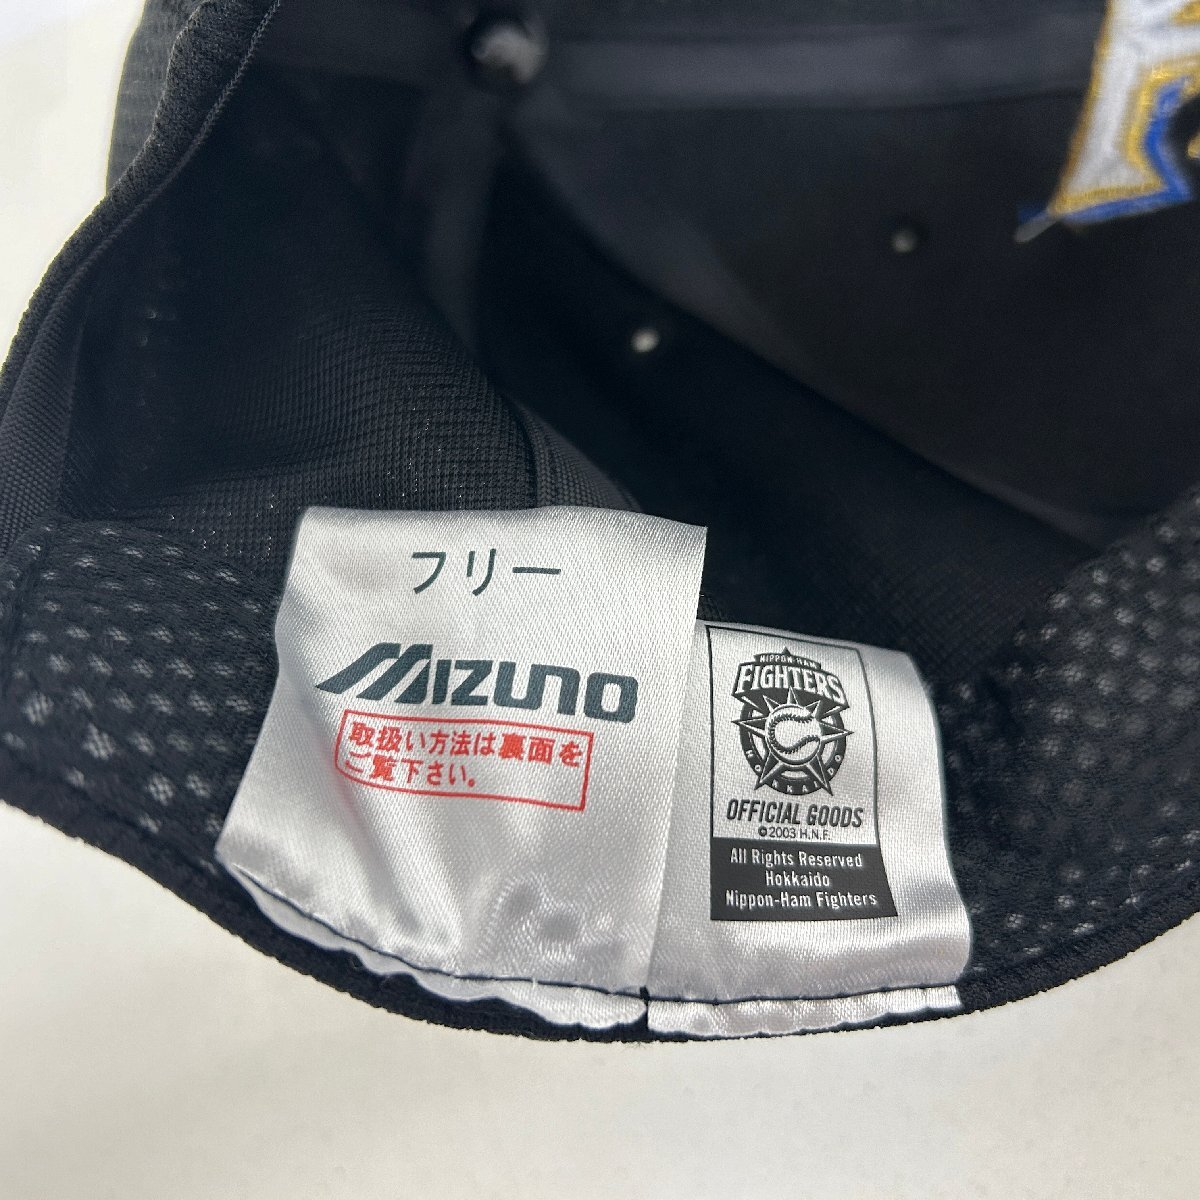 フリー
MIZUNO
取扱い方法は裏面を
ご覧下さい。
NIPPON-HAM
FIGHTERS
HOKKAIDO
OFFICIAL GOODS
©2003 H.N.F.
All Rights Reserved
Hokkaido
Nippon-Ham Fighters